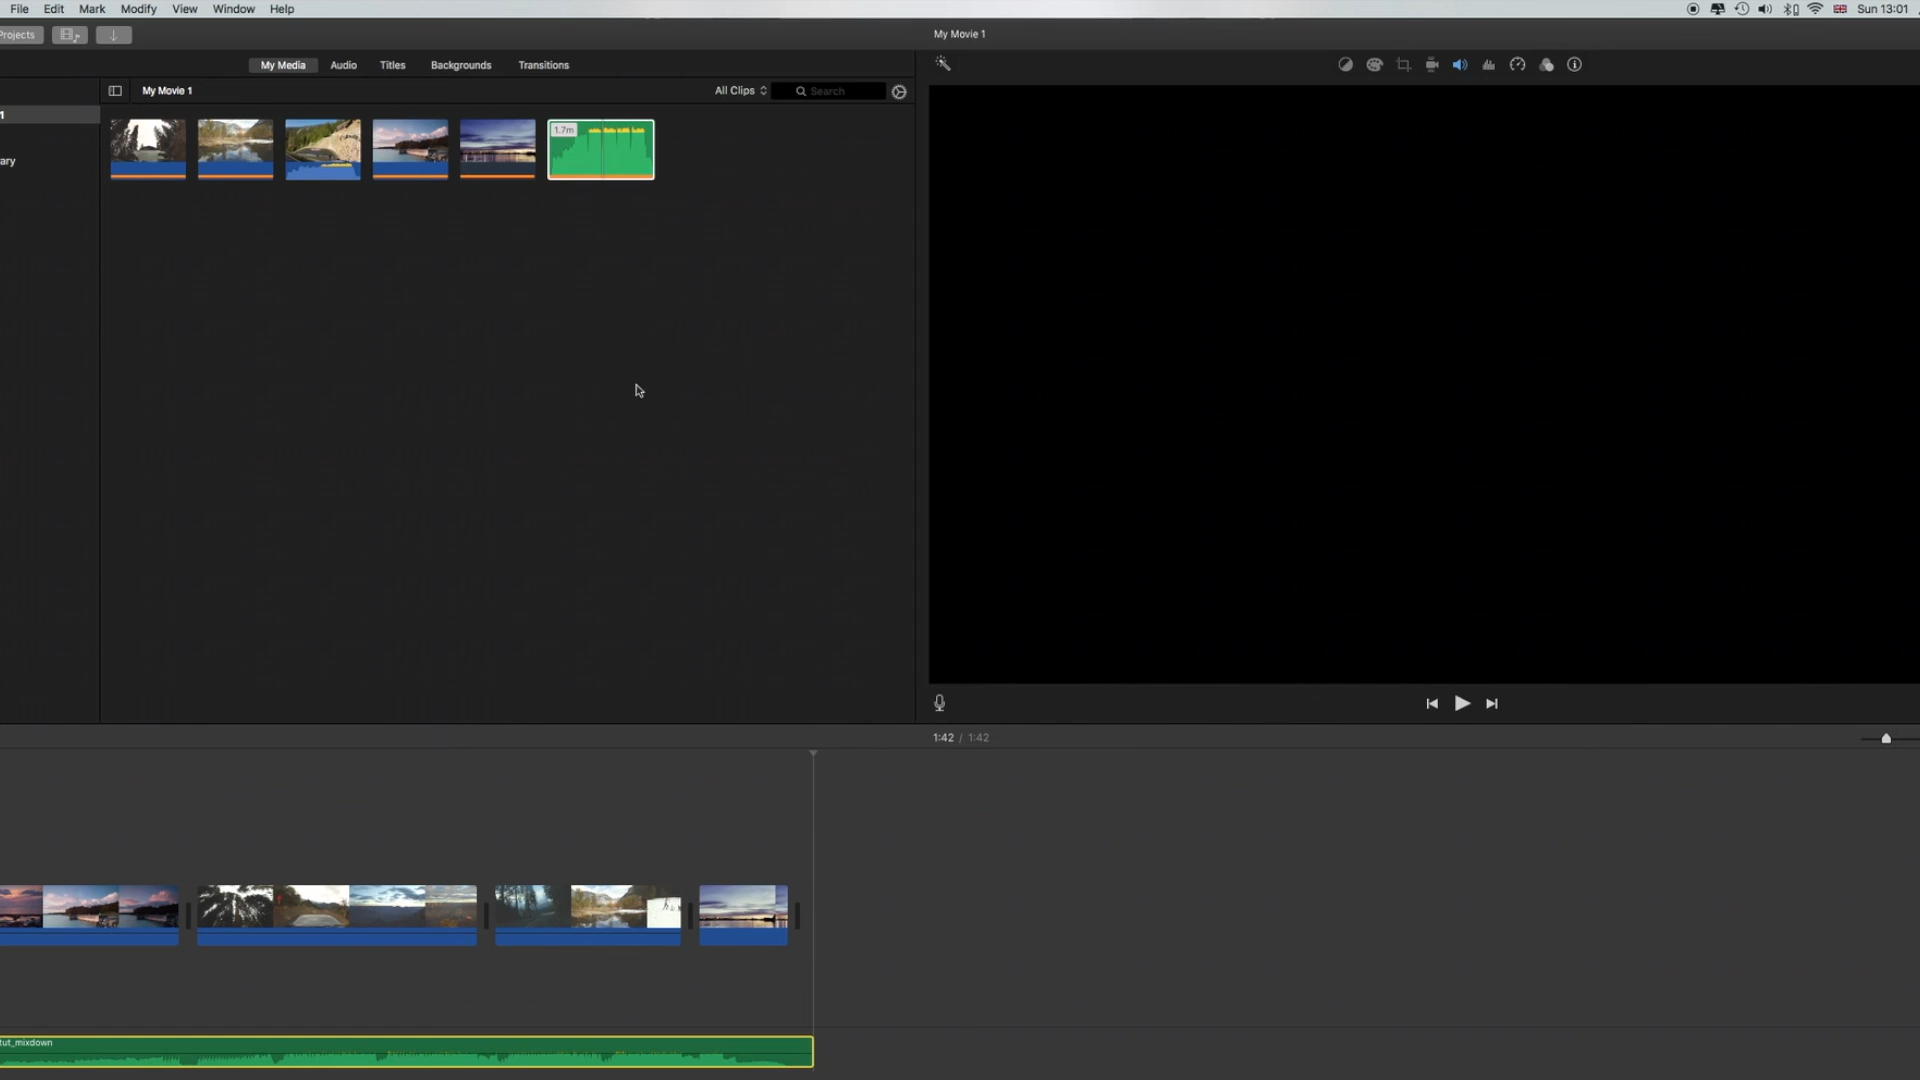 File Edit Mark Modify View Window Help Sun 13:01
Projects My Movie 1
My Media Audio Titles Backgrounds Transitions
My Movie 1 All Clips Search
1
1.7m
ary
1:42 / 1:42
tut_mixdown